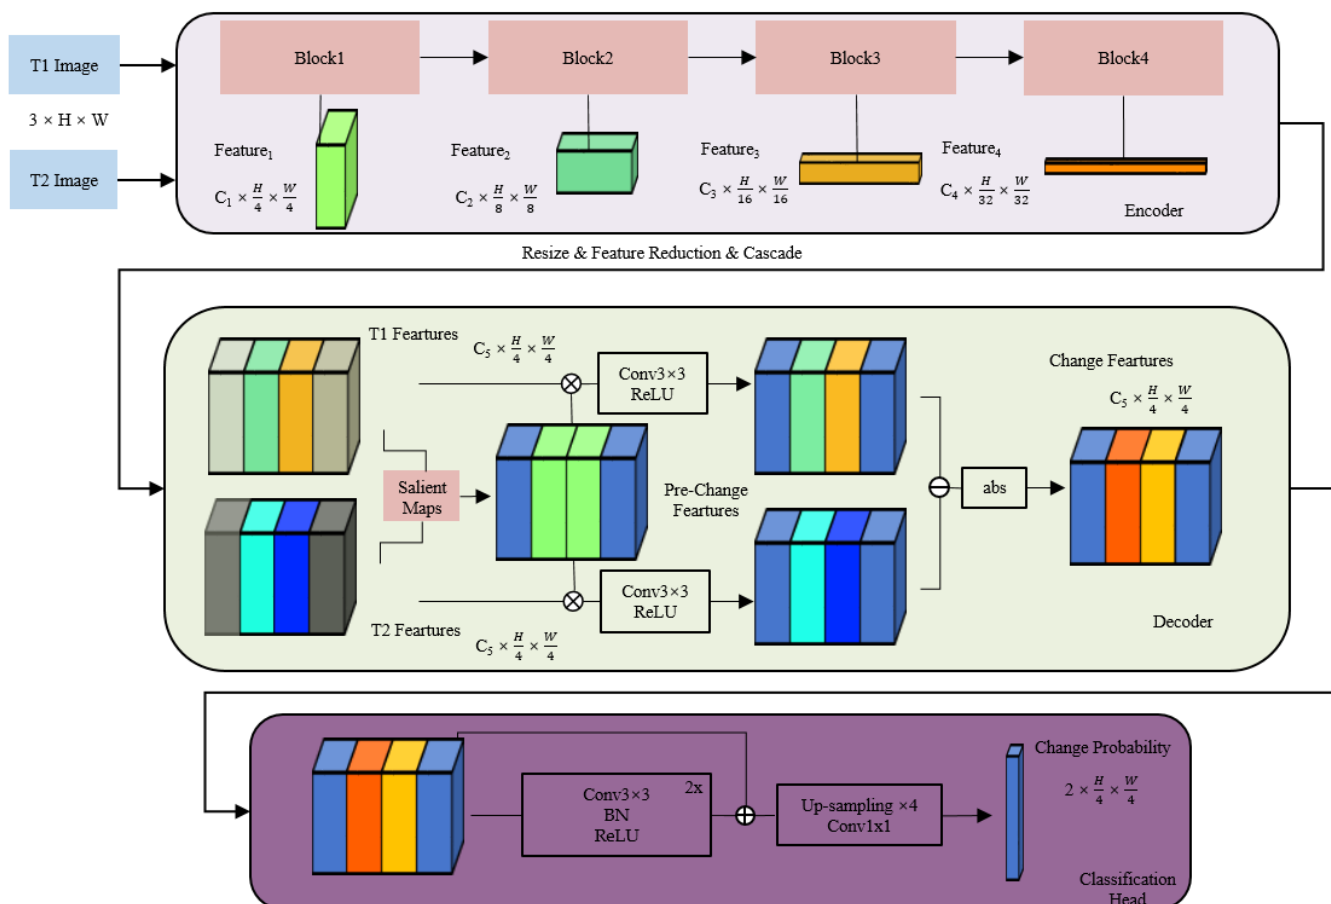 T1 Image
3 × H × W
T2 Image
Block1
Block2
Block3
Block4
Feature₁
C₁ × H/4 × W/4
Feature₂
C₂ × H/8 × W/8
Feature₃
C₃ × H/16 × W/16
Feature₄
C₄ × H/32 × W/32
Encoder
Resize & Feature Reduction & Cascade
T1 Feartures
C₅ × H/4 × W/4
Conv3×3
ReLU
Salient
Maps
Pre-Change
Feartures
T2 Feartures
C₅ × H/4 × W/4
Conv3×3
ReLU
abs
Change Feartures
C₅ × H/4 × W/4
Decoder
Conv3×3
BN
ReLU
2x
Up-sampling ×4
Conv1x1
Change Probability
2 × H/4 × W/4
Classification
Head